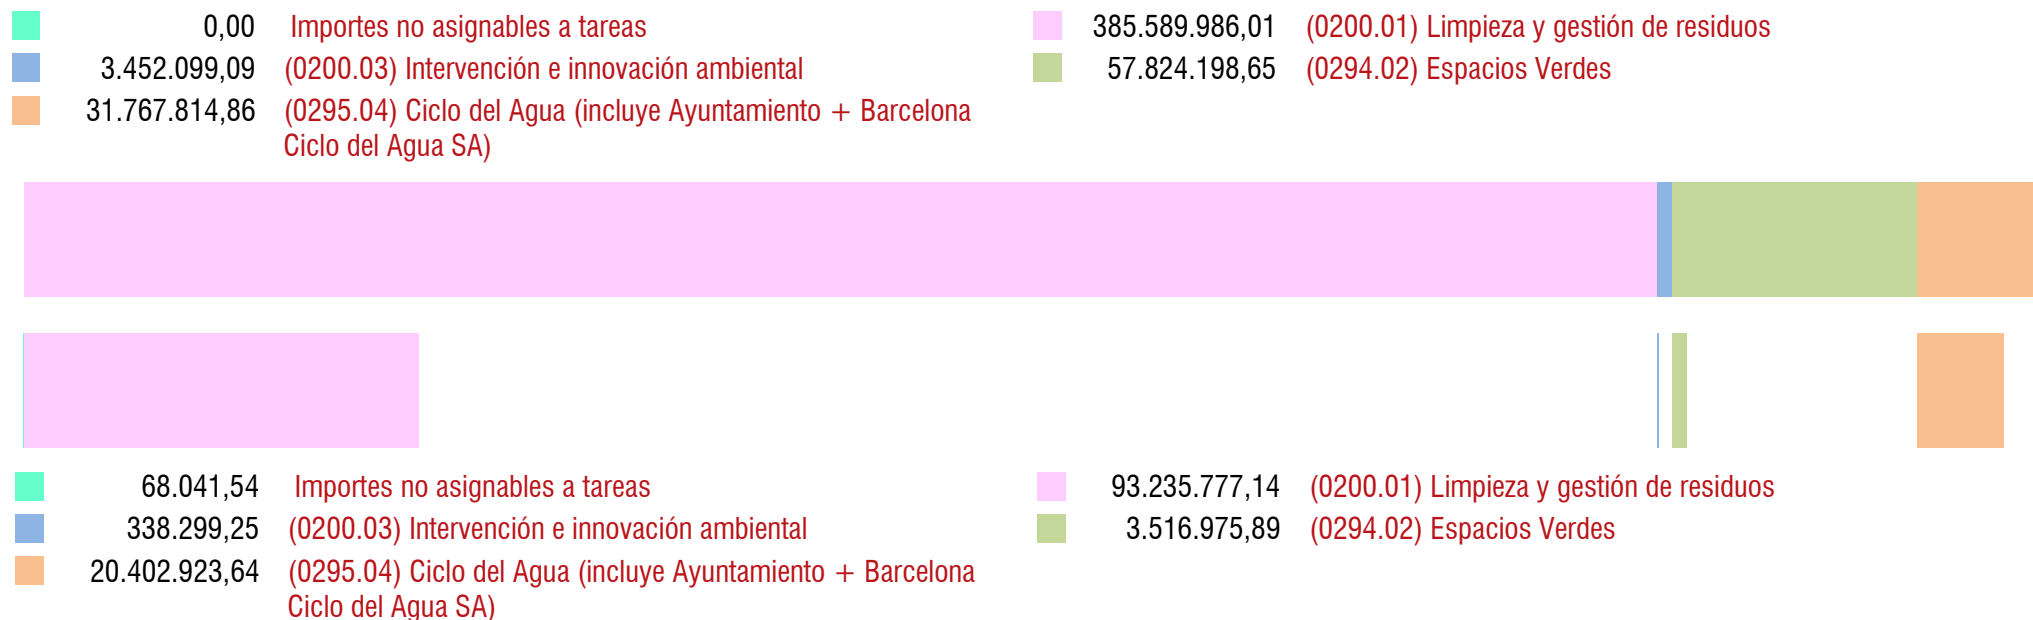 0,00 Importes no asignables a tareas
385.589.986,01 (0200.01) Limpieza y gestión de residuos
3.452.099,09 (0200.03) Intervención e innovación ambiental
57.824.198,65 (0294.02) Espacios Verdes
31.767.814,86 (0295.04) Ciclo del Agua (incluye Ayuntamiento + Barcelona
Ciclo del Agua SA)
68.041,54 Importes no asignables a tareas
93.235.777,14 (0200.01) Limpieza y gestión de residuos
338.299,25 (0200.03) Intervención e innovación ambiental
3.516.975,89 (0294.02) Espacios Verdes
20.402.923,64 (0295.04) Ciclo del Agua (incluye Ayuntamiento + Barcelona
Ciclo del Agua SA)